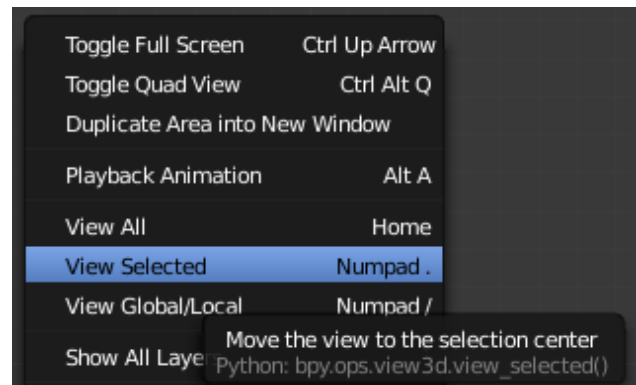 Toggle Full Screen Ctrl Up Arrow
Toggle Quad View Ctrl Alt Q
Duplicate Area into New Window
Playback Animation Alt A
View All Home
View Selected Numpad .
View Global/Local Numpad /
Move the view to the selection center
Show All Laye
Python: bpy.ops.view3d.view_selected()